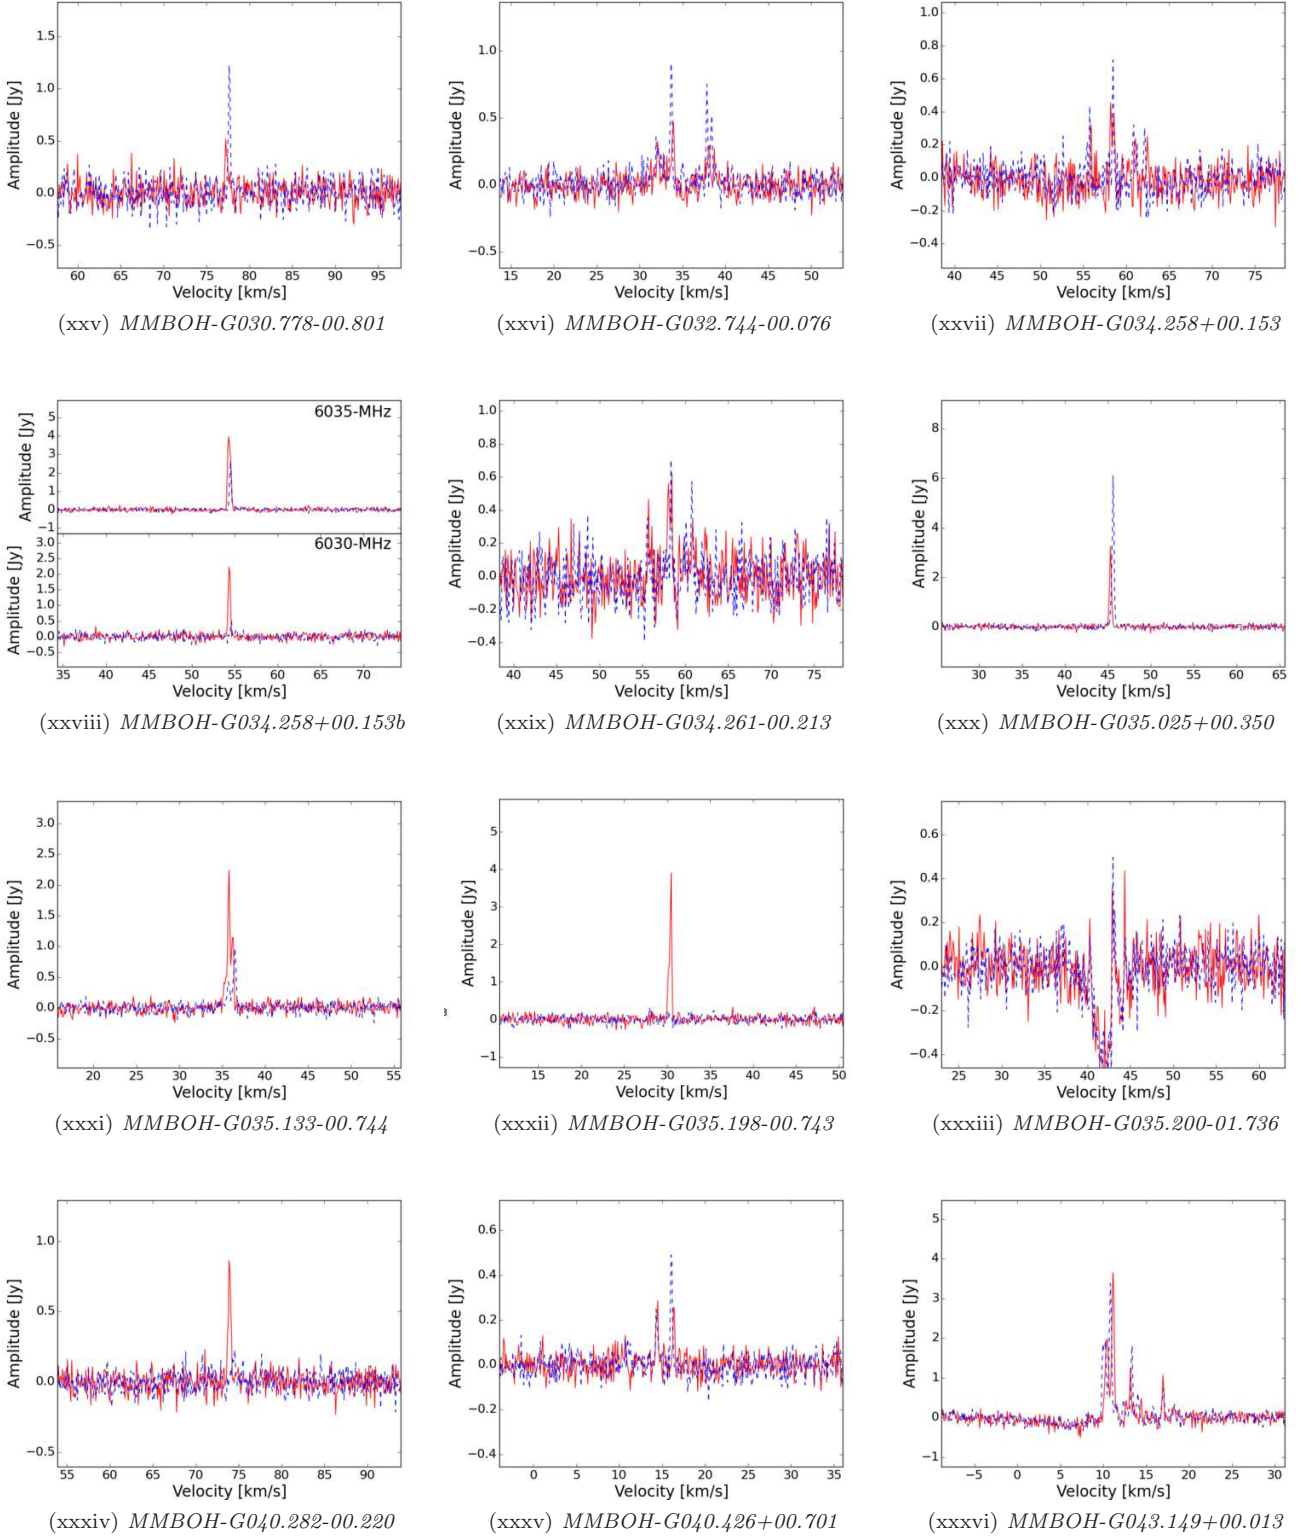 1.5
1.0
0.5
0.0
−0.5
Amplitude [Jy]
60 65 70 75 80 85 90 95
Velocity [km/s]
(xxv) MMBOH-G030.778-00.801
1.0
0.5
0.0
−0.5
Amplitude [Jy]
15 20 25 30 35 40 45 50
Velocity [km/s]
(xxvi) MMBOH-G032.744-00.076
1.0
0.8
0.6
0.4
0.2
0.0
−0.2
−0.4
Amplitude [Jy]
40 45 50 55 60 65 70 75
Velocity [km/s]
(xxvii) MMBOH-G034.258+00.153
6035-MHz
5
4
3
2
1
0
−1
Amplitude [Jy]
6030-MHz
3.0
2.5
2.0
1.5
1.0
0.5
0.0
−0.5
Amplitude [Jy]
35 40 45 50 55 60 65 70
Velocity [km/s]
(xxviii) MMBOH-G034.258+00.153b
1.0
0.8
0.6
0.4
0.2
0.0
−0.2
−0.4
Amplitude [Jy]
40 45 50 55 60 65 70 75
Velocity [km/s]
(xxix) MMBOH-G034.261-00.213
8
6
4
2
0
Amplitude [Jy]
30 35 40 45 50 55 60 65
Velocity [km/s]
(xxx) MMBOH-G035.025+00.350
3.0
2.5
2.0
1.5
1.0
0.5
0.0
−0.5
Amplitude [Jy]
20 25 30 35 40 45 50 55
Velocity [km/s]
(xxxi) MMBOH-G035.133-00.744
5
4
3
2
1
0
−1
Amplitude [Jy]
15 20 25 30 35 40 45 50
Velocity [km/s]
(xxxii) MMBOH-G035.198-00.743
0.6
0.4
0.2
0.0
−0.2
−0.4
Amplitude [Jy]
25 30 35 40 45 50 55 60
Velocity [km/s]
(xxxiii) MMBOH-G035.200-01.736
1.0
0.5
0.0
−0.5
Amplitude [Jy]
55 60 65 70 75 80 85 90
Velocity [km/s]
(xxxiv) MMBOH-G040.282-00.220
0.6
0.4
0.2
0.0
−0.2
−0.4
Amplitude [Jy]
0 5 10 15 20 25 30 35
Velocity [km/s]
(xxxv) MMBOH-G040.426+00.701
5
4
3
2
1
0
−1
Amplitude [Jy]
−5 0 5 10 15 20 25 30
Velocity [km/s]
(xxxvi) MMBOH-G043.149+00.013